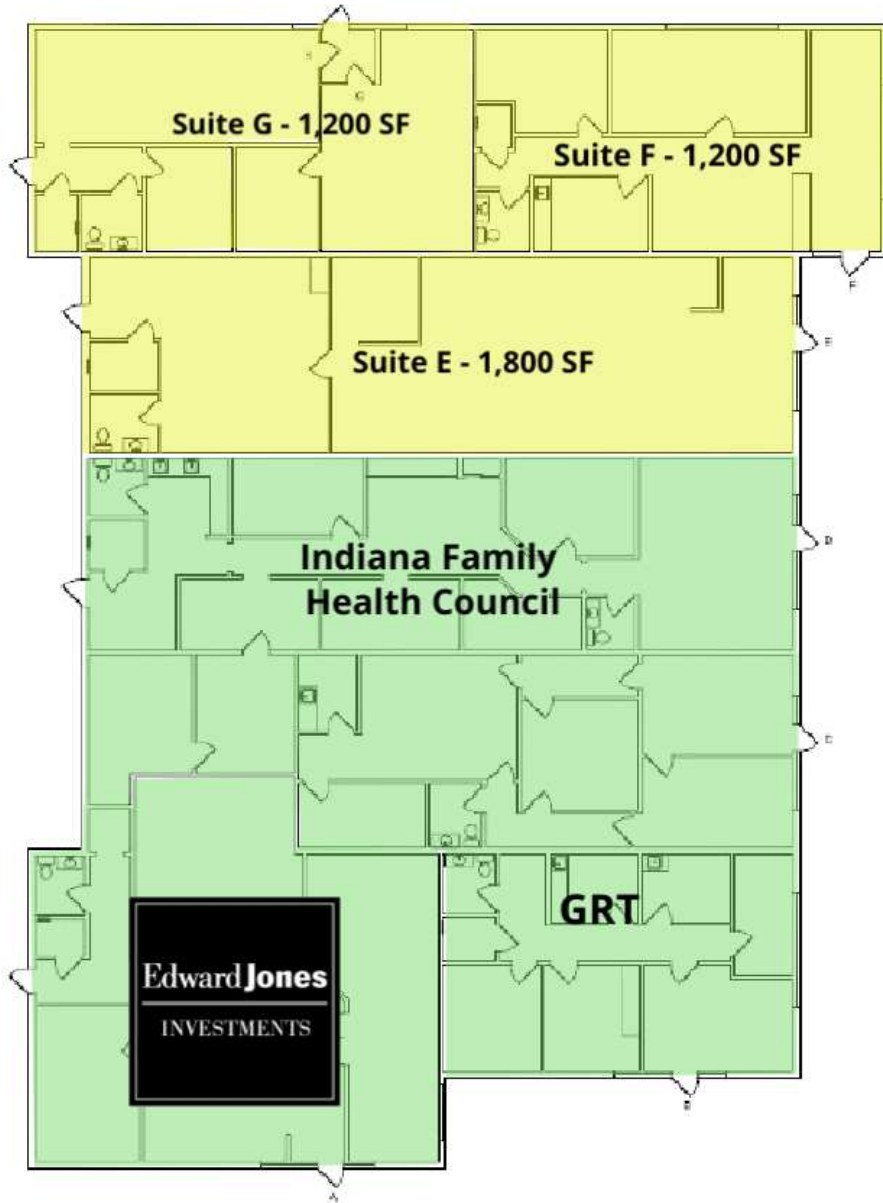 G
Suite G - 1,200 SF
Suite F - 1,200 SF
F
Suite E - 1,800 SF
E
D
Indiana Family
Health Council
C
GRT
Edward Jones
INVESTMENTS
B
A